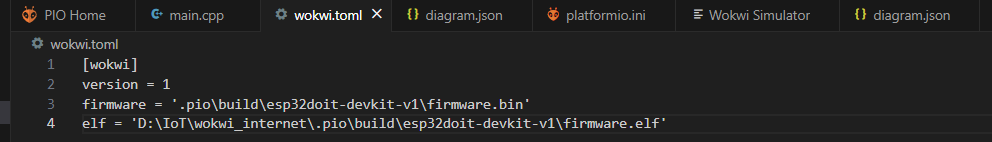 PIO Home
main.cpp
wokwi.toml
diagram.json
platformio.ini
Wokwi Simulator
diagram.json
wokwi.toml
1 [wokwi]
2 version = 1
3 firmware = '.pio\build\esp32doit-devkit-v1\firmware.bin'
4 elf = 'D:\IoT\wokwi_internet\.pio\build\esp32doit-devkit-v1\firmware.elf'